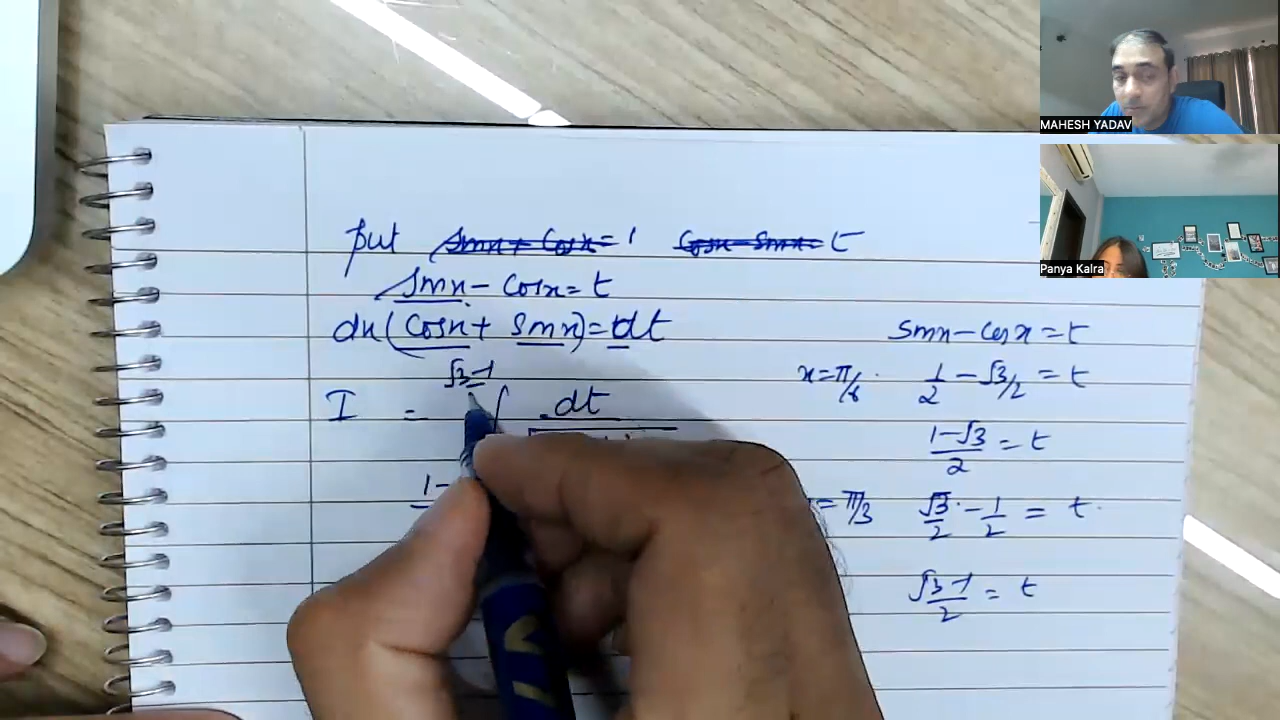 put sinx + cosx = 1 cosx - sinx = t
sinx - cosx = t
dx(cosx + sinx) = dt
√3-1
I = ∫ dt
1-
sinx - cosx = t
x = π/6 1/2 - √3/2 = t
1-√3/2 = t
= π/3 √3/2 - 1/2 = t
√3-1/2 = t
MAHESH YADAV
Panya Kalra